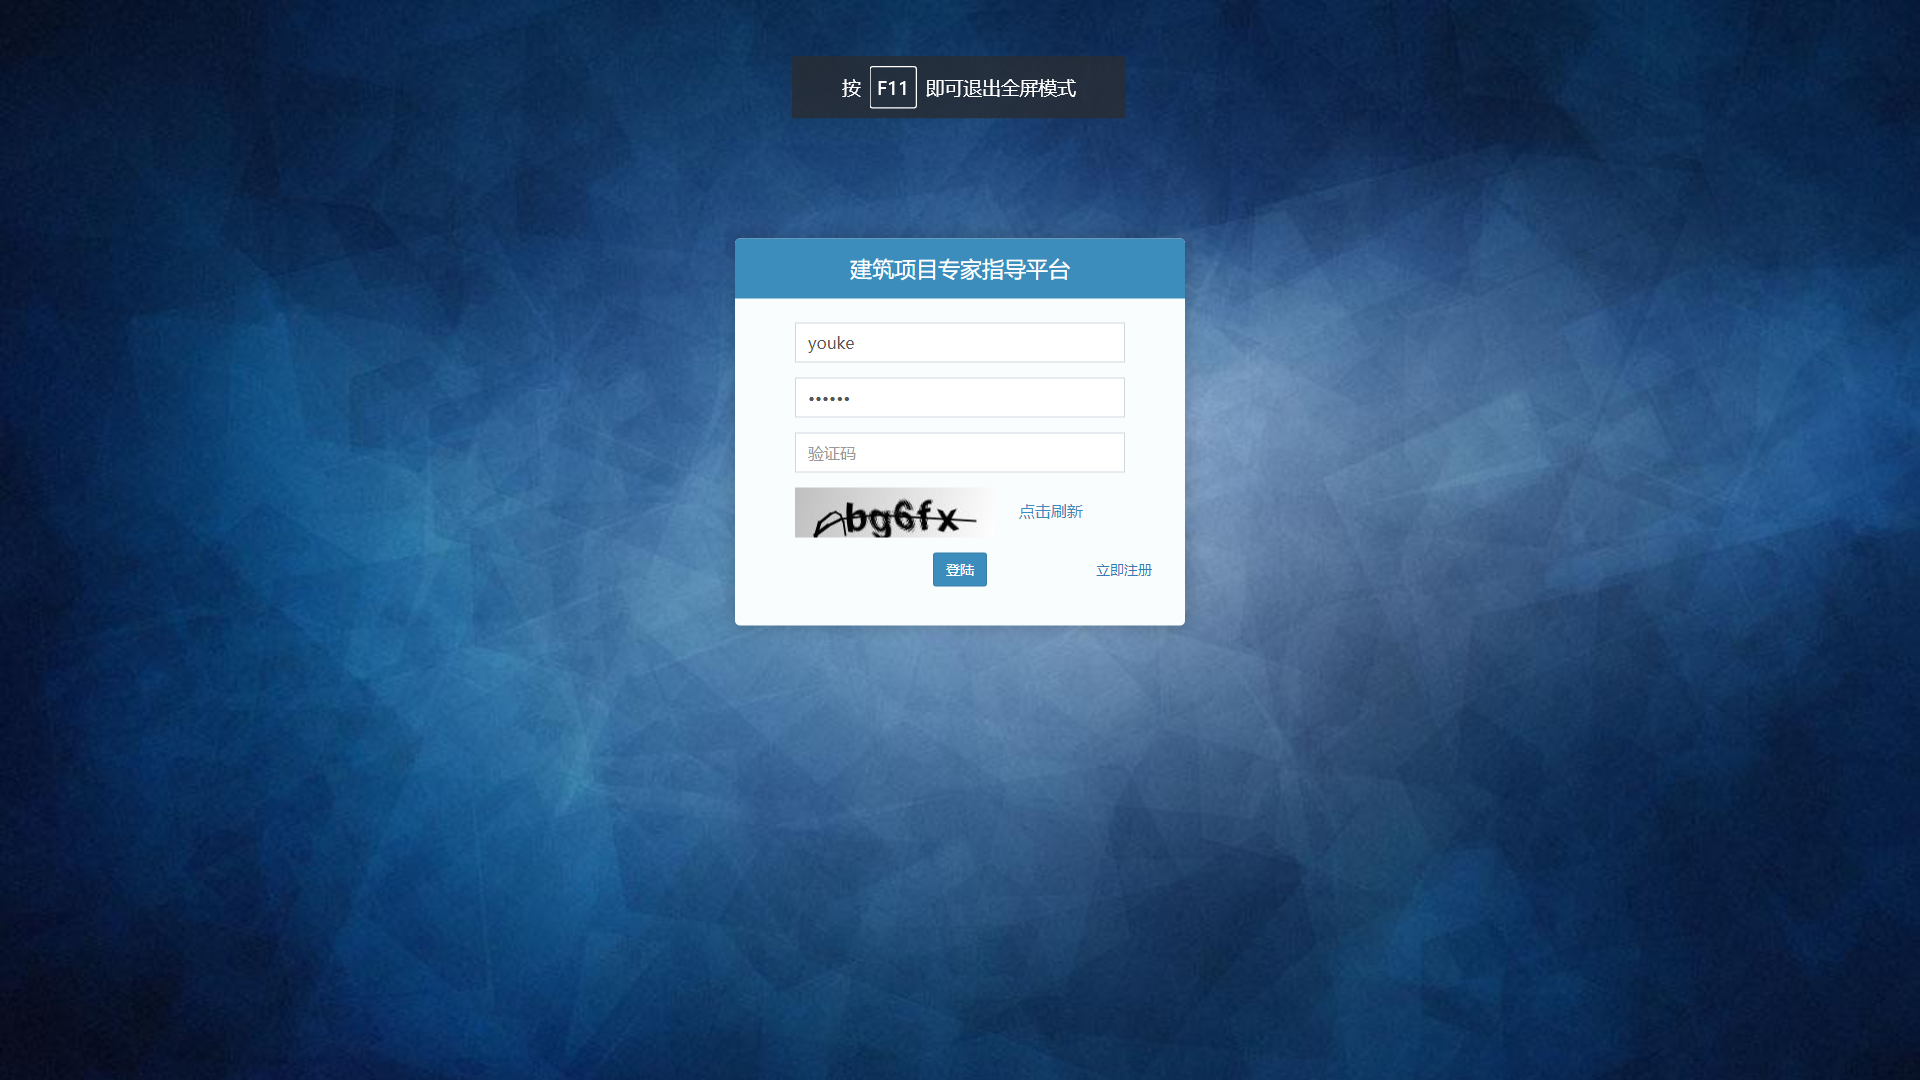 按 F11 即可退出全屏模式
建筑项目专家指导平台
youke
••••••
验证码
bg6fx 点击刷新
登陆 立即注册